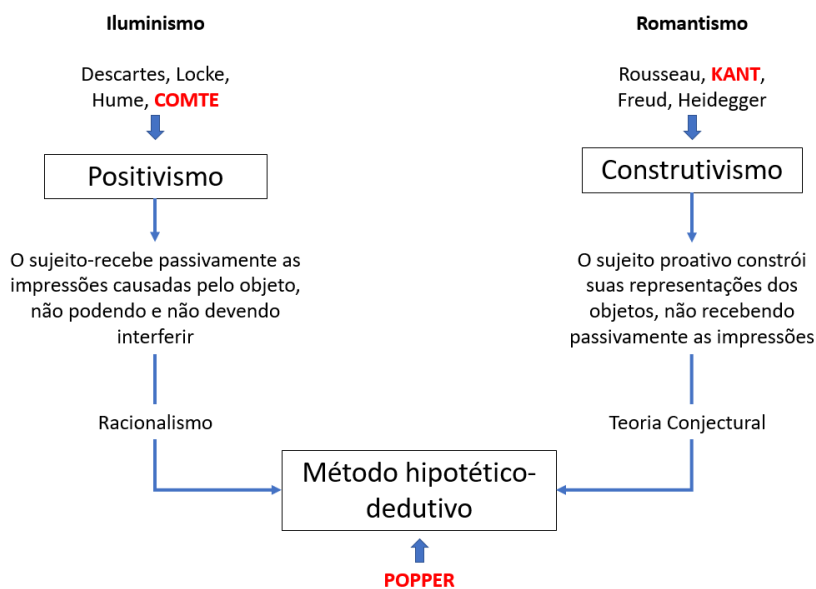 Iluminismo
Descartes, Locke,
Hume, COMTE
Positivismo
O sujeito-recebe passivamente as
impressões causadas pelo objeto,
não podendo e não devendo
interferir
Racionalismo
Romantismo
Rousseau, KANT,
Freud, Heidegger
Construtivismo
O sujeito proativo constrói
suas representações dos
objetos, não recebendo
passivamente as impressões
Teoria Conjectural
Método hipotético-
dedutivo
POPPER